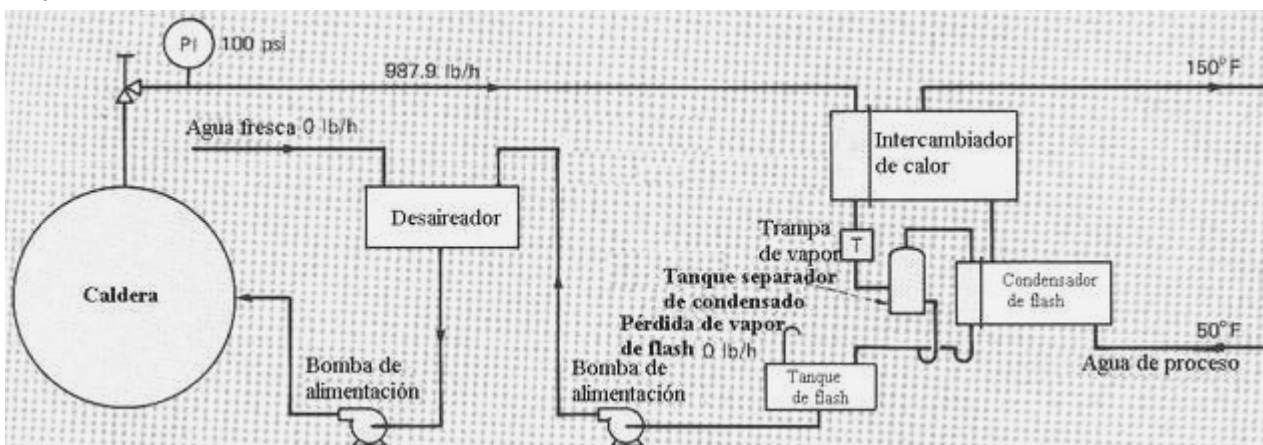 PI 100 psi
987.9 lb/h
150°F
Agua fresca 0 lb/h
Intercambiador
de calor
Desaireador
Trampa
de vapor
T
Tanque separador
de condensado
Condensador
de flash
Caldera
Pérdida de vapor
de flash 0 lb/h
50°F
Agua de proceso
Bomba de
alimentación
Bomba de
alimentación
Tanque
de flash